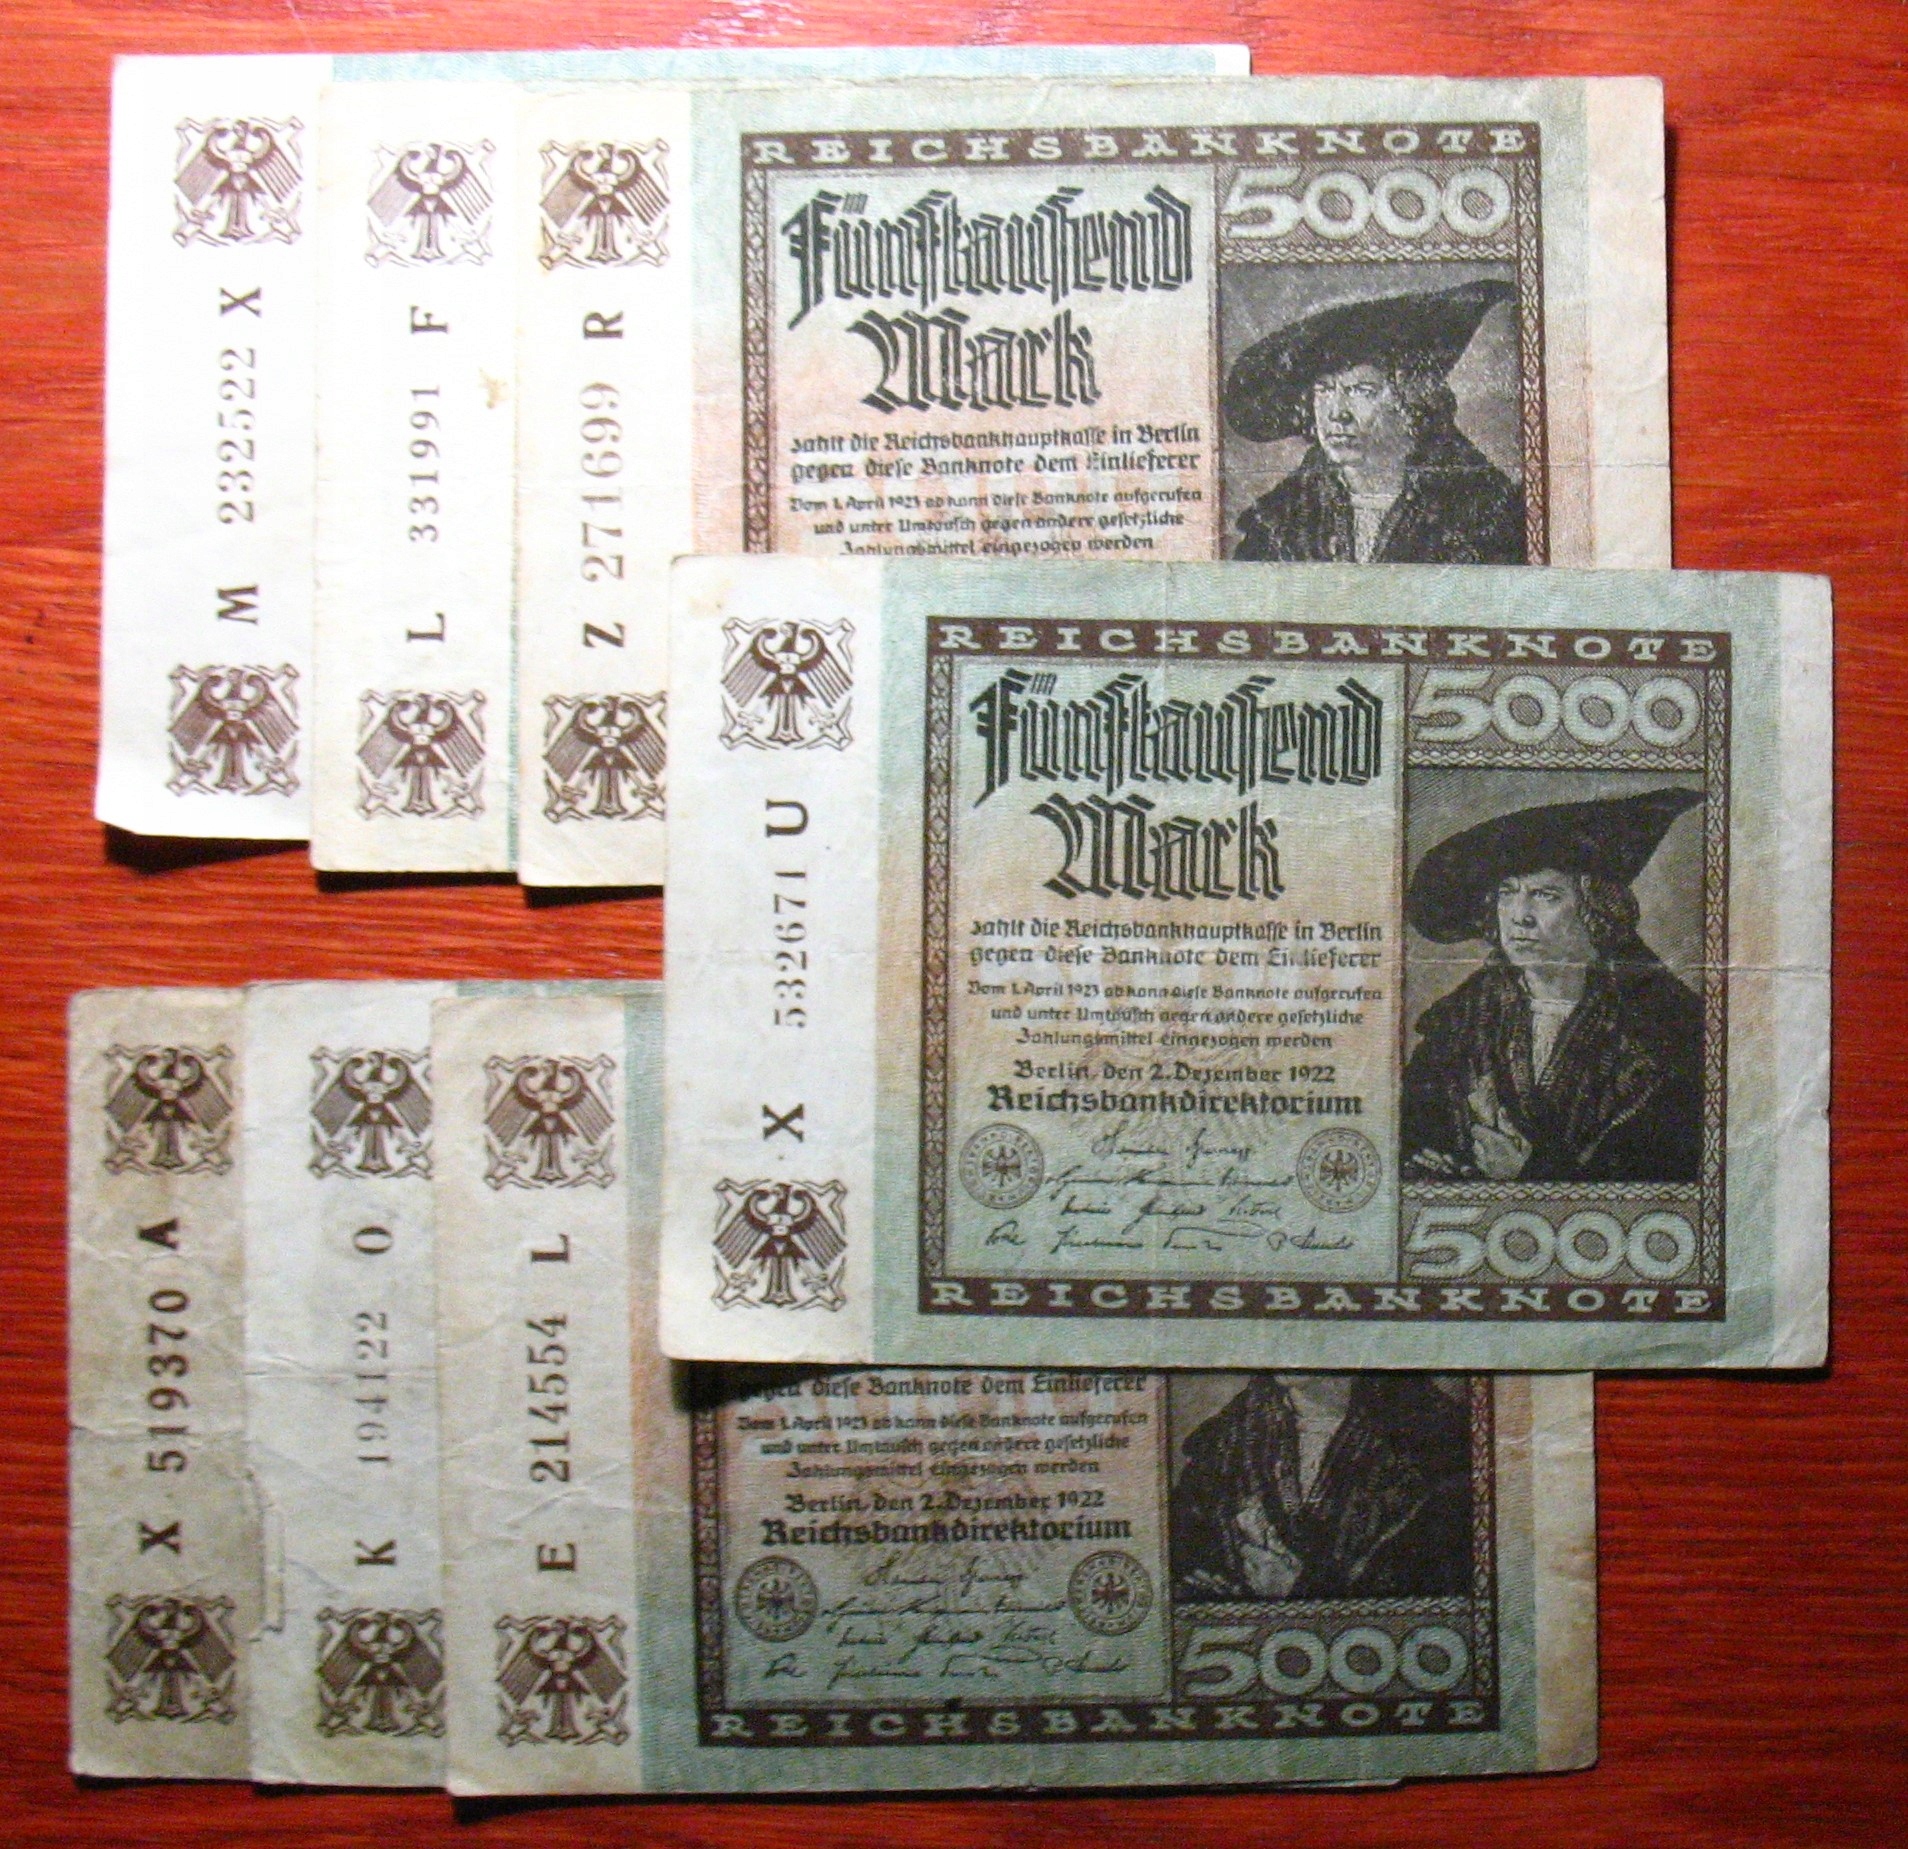 M 232522 X
L 331991 F
Z 271699 R
REICHSBANKNOTE
5000
Fünftausend
Mark
zahlt die Reichsbankhauptkasse in Berlin
gegen diese Banknote dem Einlieferer
Vom 1. April 1923 ab kann diese Banknote aufgerufen
und unter Umtausch gegen andere gesetzliche
Zahlungsmittel eingezogen werden
X 532671 U
REICHSBANKNOTE
5000
Fünftausend
Mark
zahlt die Reichsbankhauptkasse in Berlin
gegen diese Banknote dem Einlieferer
Vom 1. April 1923 ab kann diese Banknote aufgerufen
und unter Umtausch gegen andere gesetzliche
Zahlungsmittel eingezogen werden
Berlin, den 2. Dezember 1922
Reichsbankdirektorium
5000
REICHSBANKNOTE
X 519370 A
K 194122 O
E 214554 L
gegen diese Banknote dem Einlieferer
Vom 1. April 1923 ab kann diese Banknote aufgerufen
und unter Umtausch gegen andere gesetzliche
Zahlungsmittel eingezogen werden
Berlin, den 2. Dezember 1922
Reichsbankdirektorium
5000
REICHSBANKNOTE